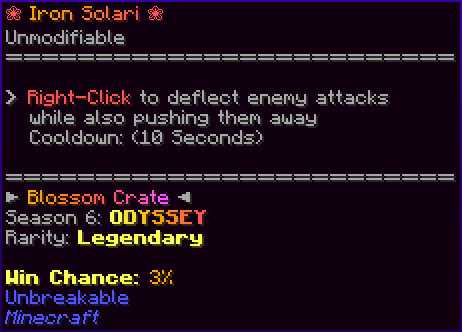 ❀ Iron Solari ❀
Unmodifiable
================================
> Right-Click to deflect enemy attacks
while also pushing them away
Cooldown: (10 Seconds)
================================
► Blossom Crate ◄
Season 6: ODYSSEY
Rarity: Legendary
Win Chance: 3%
Unbreakable
Minecraft